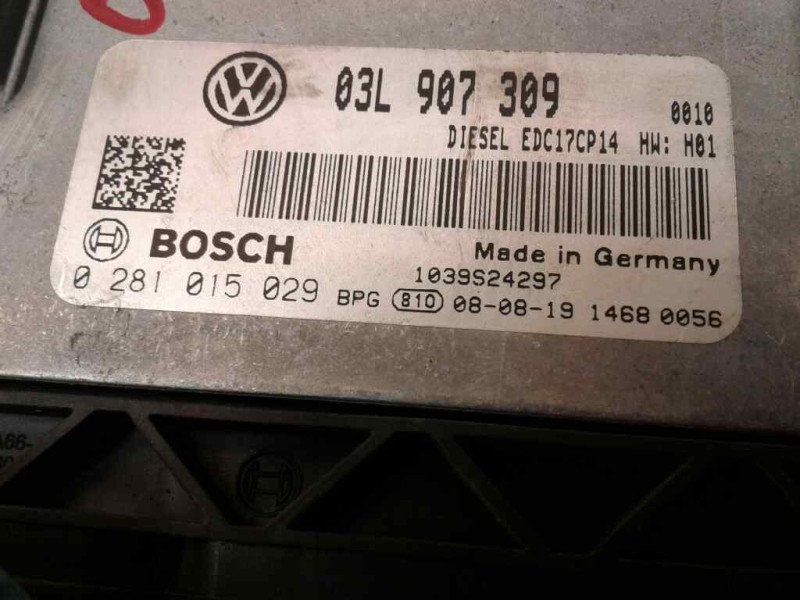 03L 907 309 0010
DIESEL EDC17CP14 HW: H01
BOSCH Made in Germany
1039S24297
0 281 015 029 BPG 810 08-08-19 1468 0056